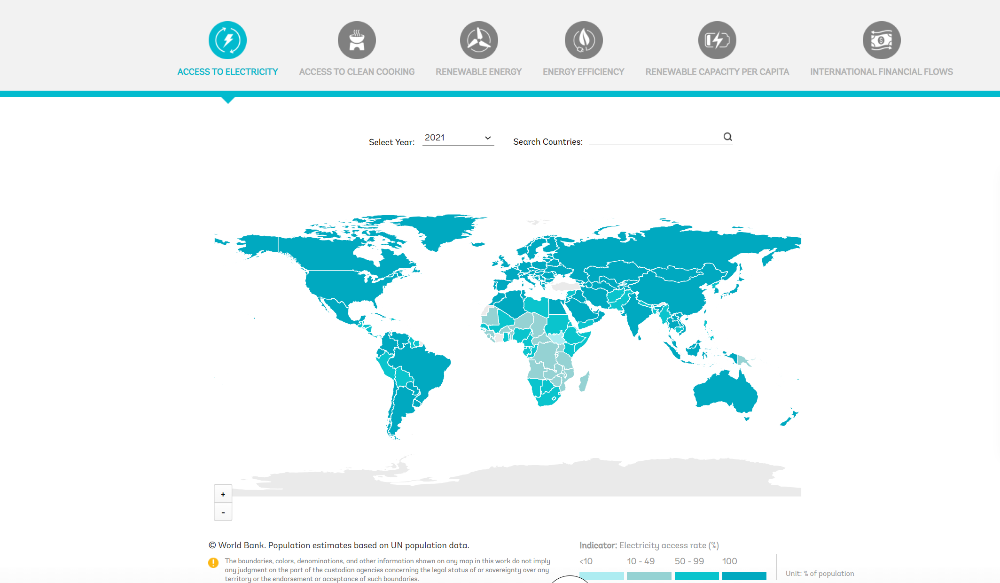 ACCESS TO ELECTRICITY
ACCESS TO CLEAN COOKING
RENEWABLE ENERGY
ENERGY EFFICIENCY
RENEWABLE CAPACITY PER CAPITA
INTERNATIONAL FINANCIAL FLOWS
Select Year: 2021
Search Countries:
+
-
© World Bank. Population estimates based on UN population data.
The boundaries, colors, denominations, and other information shown on any map in this work do not imply
any judgment on the part of the custodian agencies concerning the legal status of or sovereignty over any
territory or the endorsement or acceptance of such boundaries.
Indicator: Electricity access rate (%)
<10 10 - 49 50 - 99 100
Unit: % of population